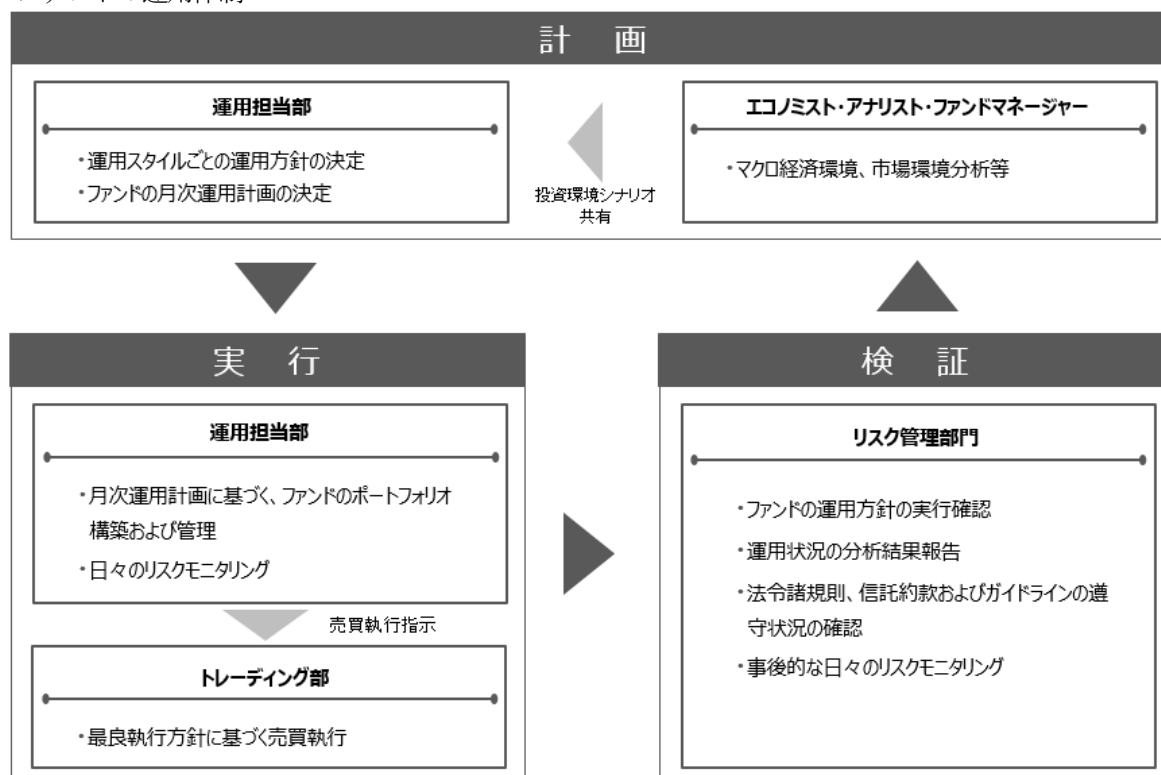 計 画
運用担当部
・運用スタイルごとの運用方針の決定
・ファンドの月次運用計画の決定
投資環境シナリオ
共有
エコノミスト・アナリスト・ファンドマネージャー
・マクロ経済環境、市場環境分析等
実 行
運用担当部
・月次運用計画に基づく、ファンドのポートフォリオ
構築および管理
・日々のリスクモニタリング
売買執行指示
トレーディング部
・最良執行方針に基づく売買執行
検 証
リスク管理部門
・ファンドの運用方針の実行確認
・運用状況の分析結果報告
・法令諸規則、信託約款およびガイドラインの遵
守状況の確認
・事後的な日々のリスクモニタリング